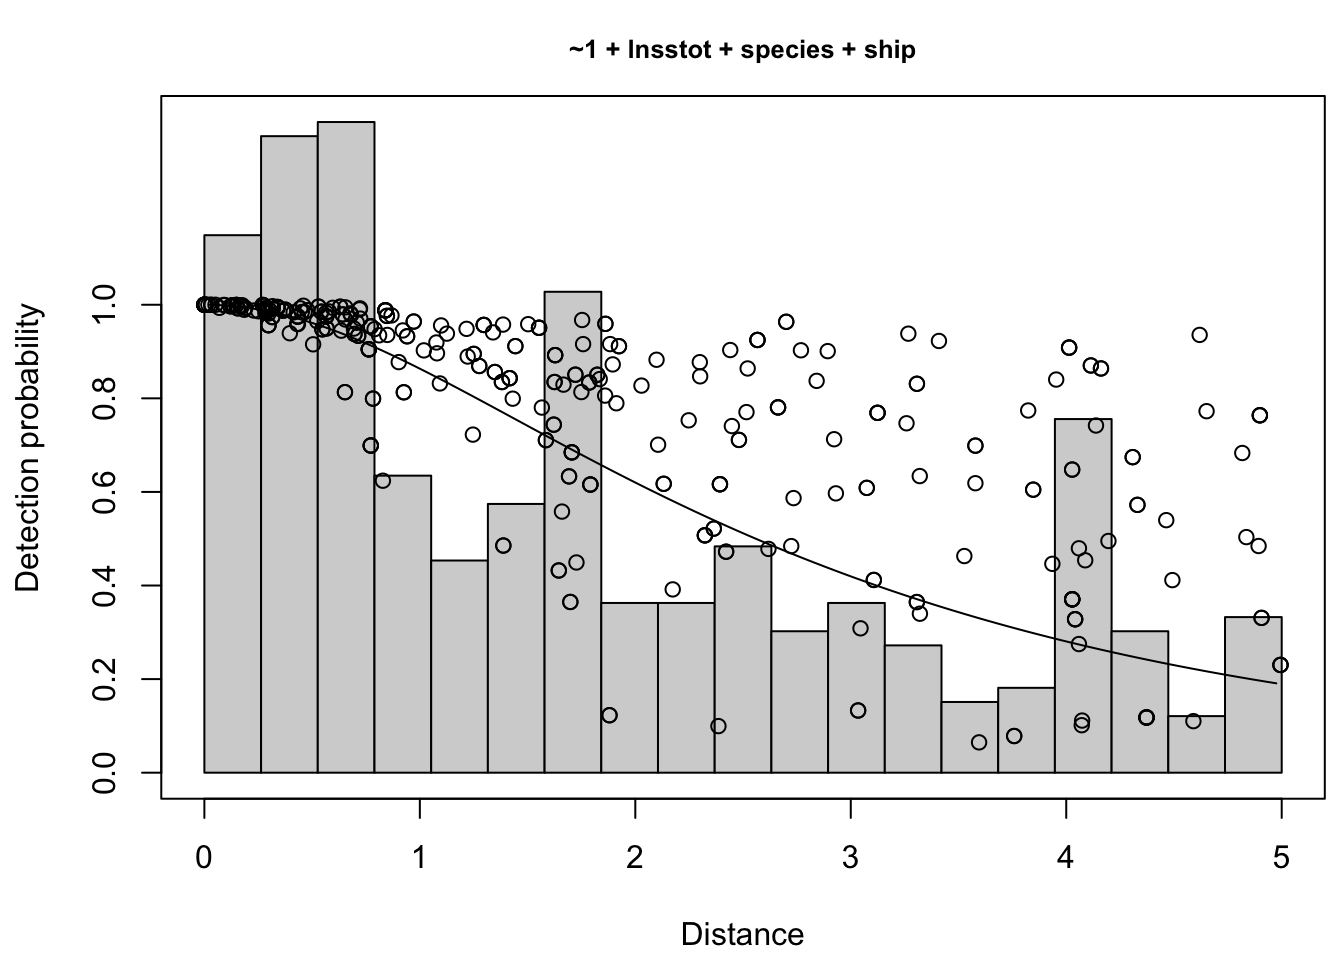 ~1 + lnsstot + species + ship
Detection probability
1.0
0.8
0.6
0.4
0.2
0.0
0 1 2 3 4 5
Distance